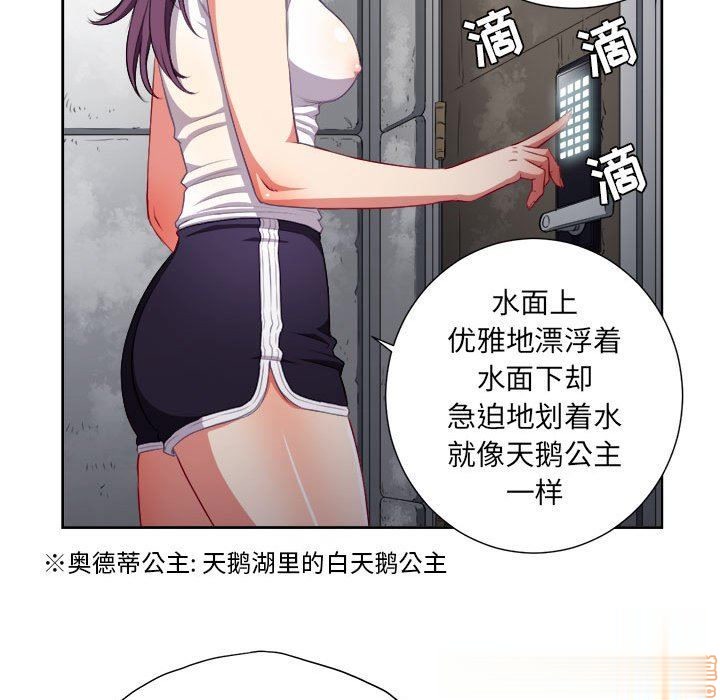 滴
滴
滴
水面上
优雅地漂浮着
水面下却
急迫地划着水
就像天鹅公主
一样
※奥德蒂公主: 天鹅湖里的白天鹅公主